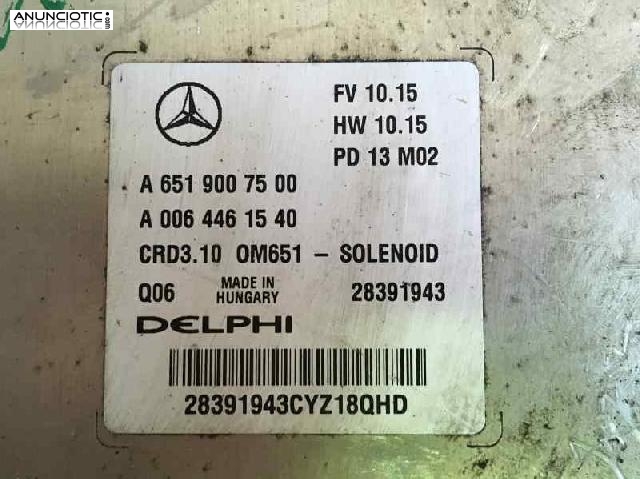 ANUNCIOTIC.com
FV 10.15
HW 10.15
PD 13 M02
A 651 900 75 00
A 006 446 15 40
CRD3.10 OM651 – SOLENOID
Q06 MADE IN HUNGARY 28391943
DELPHI
28391943CYZ18QHD